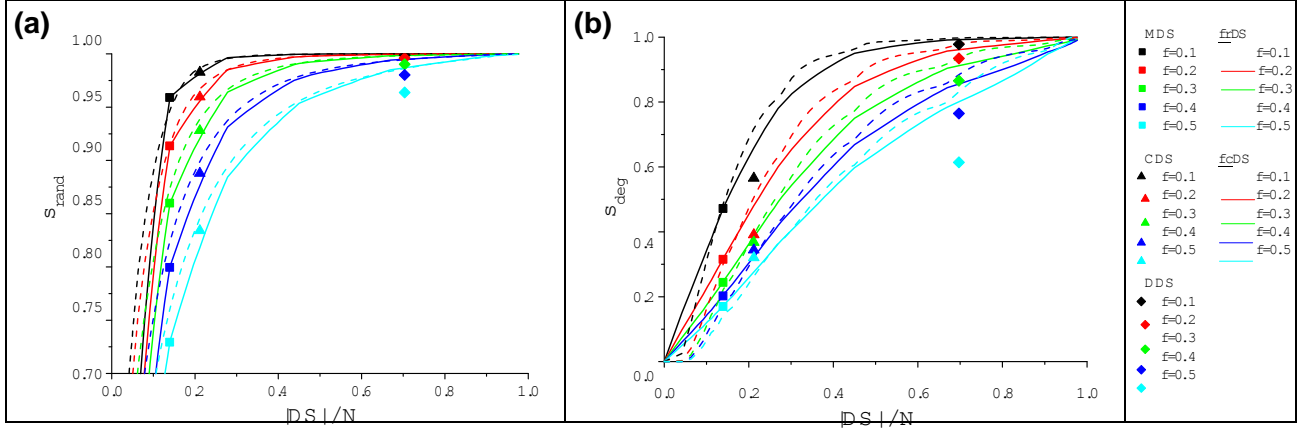 (a)
S_rand
1.00
0.95
0.90
0.85
0.80
0.75
0.70
0.0 0.2 0.4 0.6 0.8 1.0
|DS|/N
(b)
S_deg
1.0
0.8
0.6
0.4
0.2
0.0
0.0 0.2 0.4 0.6 0.8 1.0
|DS|/N
MDS frDS
f=0.1 f=0.1
f=0.2 f=0.2
f=0.3 f=0.3
f=0.4 f=0.4
f=0.5 f=0.5
CDS fcDS
f=0.1 f=0.1
f=0.2 f=0.2
f=0.3 f=0.3
f=0.4 f=0.4
f=0.5 f=0.5
DDS
f=0.1
f=0.2
f=0.3
f=0.4
f=0.5